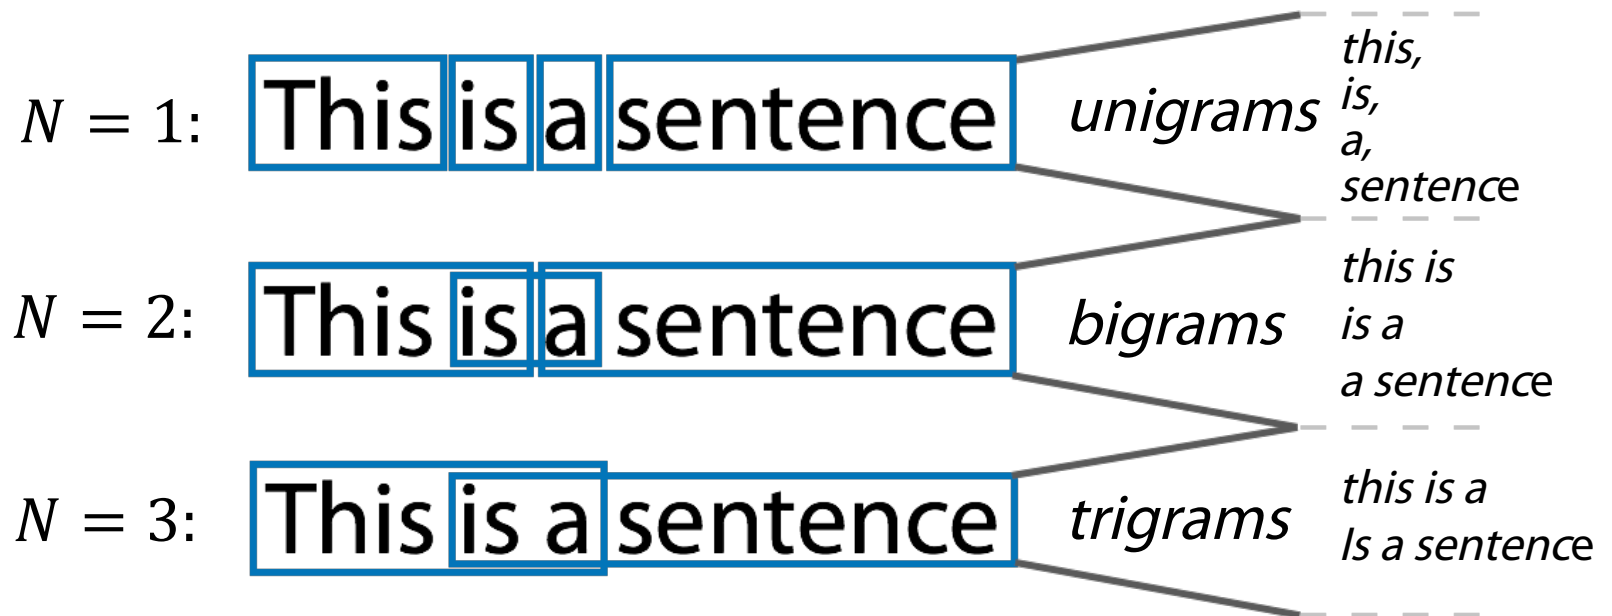 N = 1: This is a sentence unigrams
this,
is,
a,
sentence
N = 2: This is a sentence bigrams
this is
is a
a sentence
N = 3: This is a sentence trigrams
this is a
Is a sentence